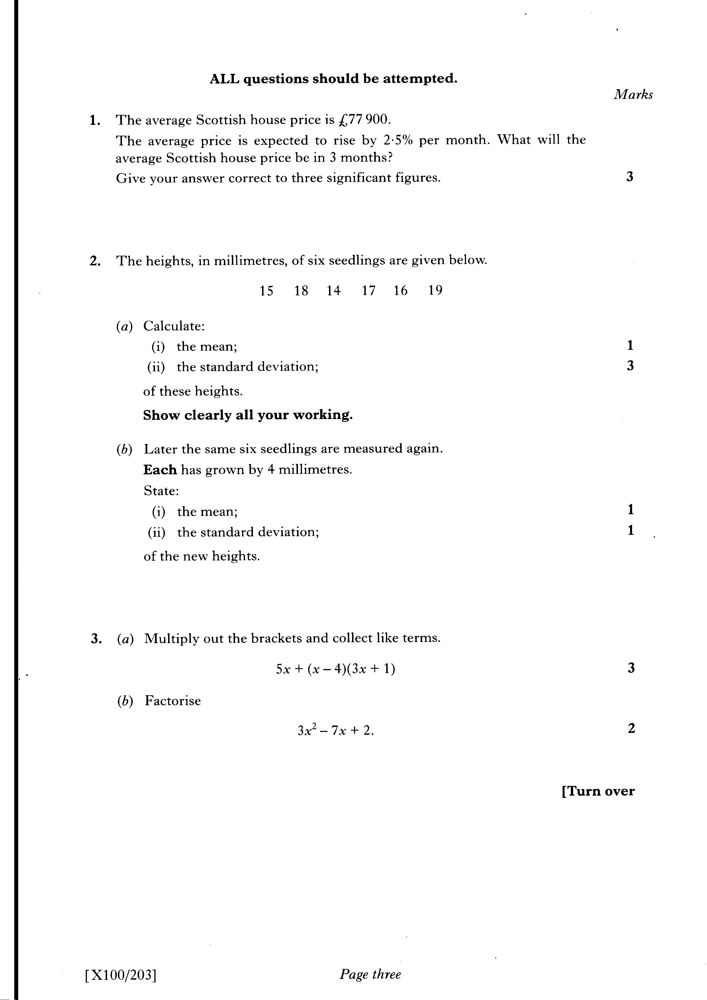 ALL questions should be attempted.
Marks
1. The average Scottish house price is £77 900.
The average price is expected to rise by 2·5% per month. What will the
average Scottish house price be in 3 months?
Give your answer correct to three significant figures. 3
2. The heights, in millimetres, of six seedlings are given below.
15 18 14 17 16 19
(a) Calculate:
(i) the mean; 1
(ii) the standard deviation; 3
of these heights.
Show clearly all your working.
(b) Later the same six seedlings are measured again.
Each has grown by 4 millimetres.
State:
(i) the mean; 1
(ii) the standard deviation; 1
of the new heights.
3. (a) Multiply out the brackets and collect like terms.
5x + (x – 4)(3x + 1) 3
(b) Factorise
3x² – 7x + 2. 2
[Turn over
[X100/203] Page three